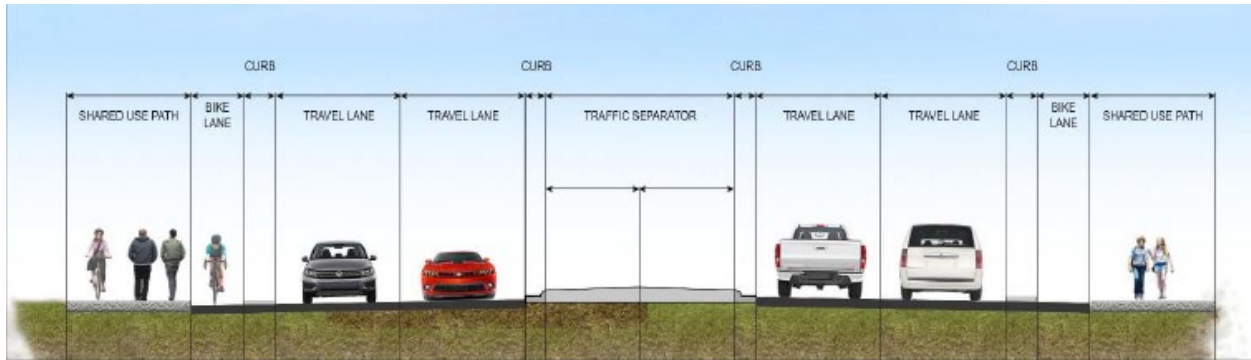 CURB
CURB
CURB
CURB
SHARED USE PATH
BIKE
LANE
TRAVEL LANE
TRAVEL LANE
TRAFFIC SEPARATOR
TRAVEL LANE
TRAVEL LANE
BIKE
LANE
SHARED USE PATH